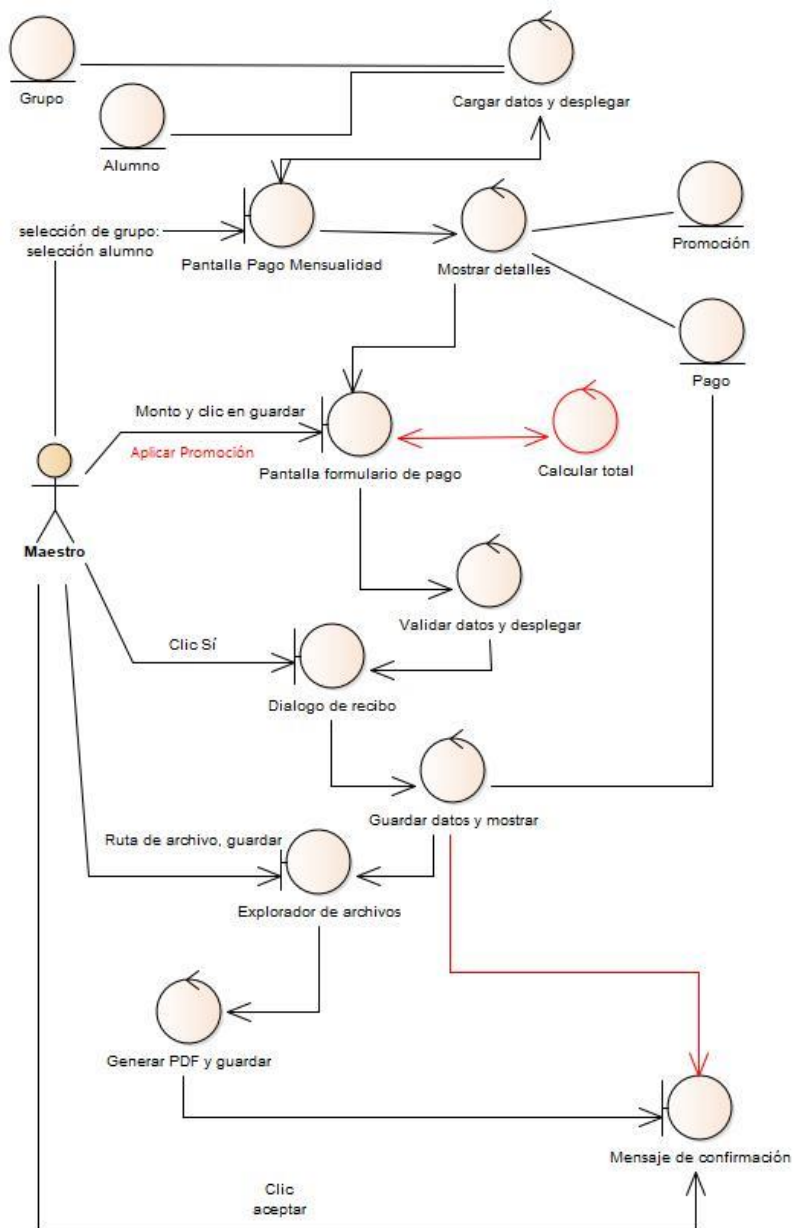 Grupo
Cargar datos y desplegar
Alumno
selección de grupo:
selección alumno
Pantalla Pago Mensualidad
Mostrar detalles
Promoción
Pago
Monto y clic en guardar
Aplicar Promoción
Pantalla formulario de pago
Calcular total
Maestro
Validar datos y desplegar
Clic Sí
Dialogo de recibo
Guardar datos y mostrar
Ruta de archivo, guardar
Explorador de archivos
Generar PDF y guardar
Mensaje de confirmación
Clic
aceptar